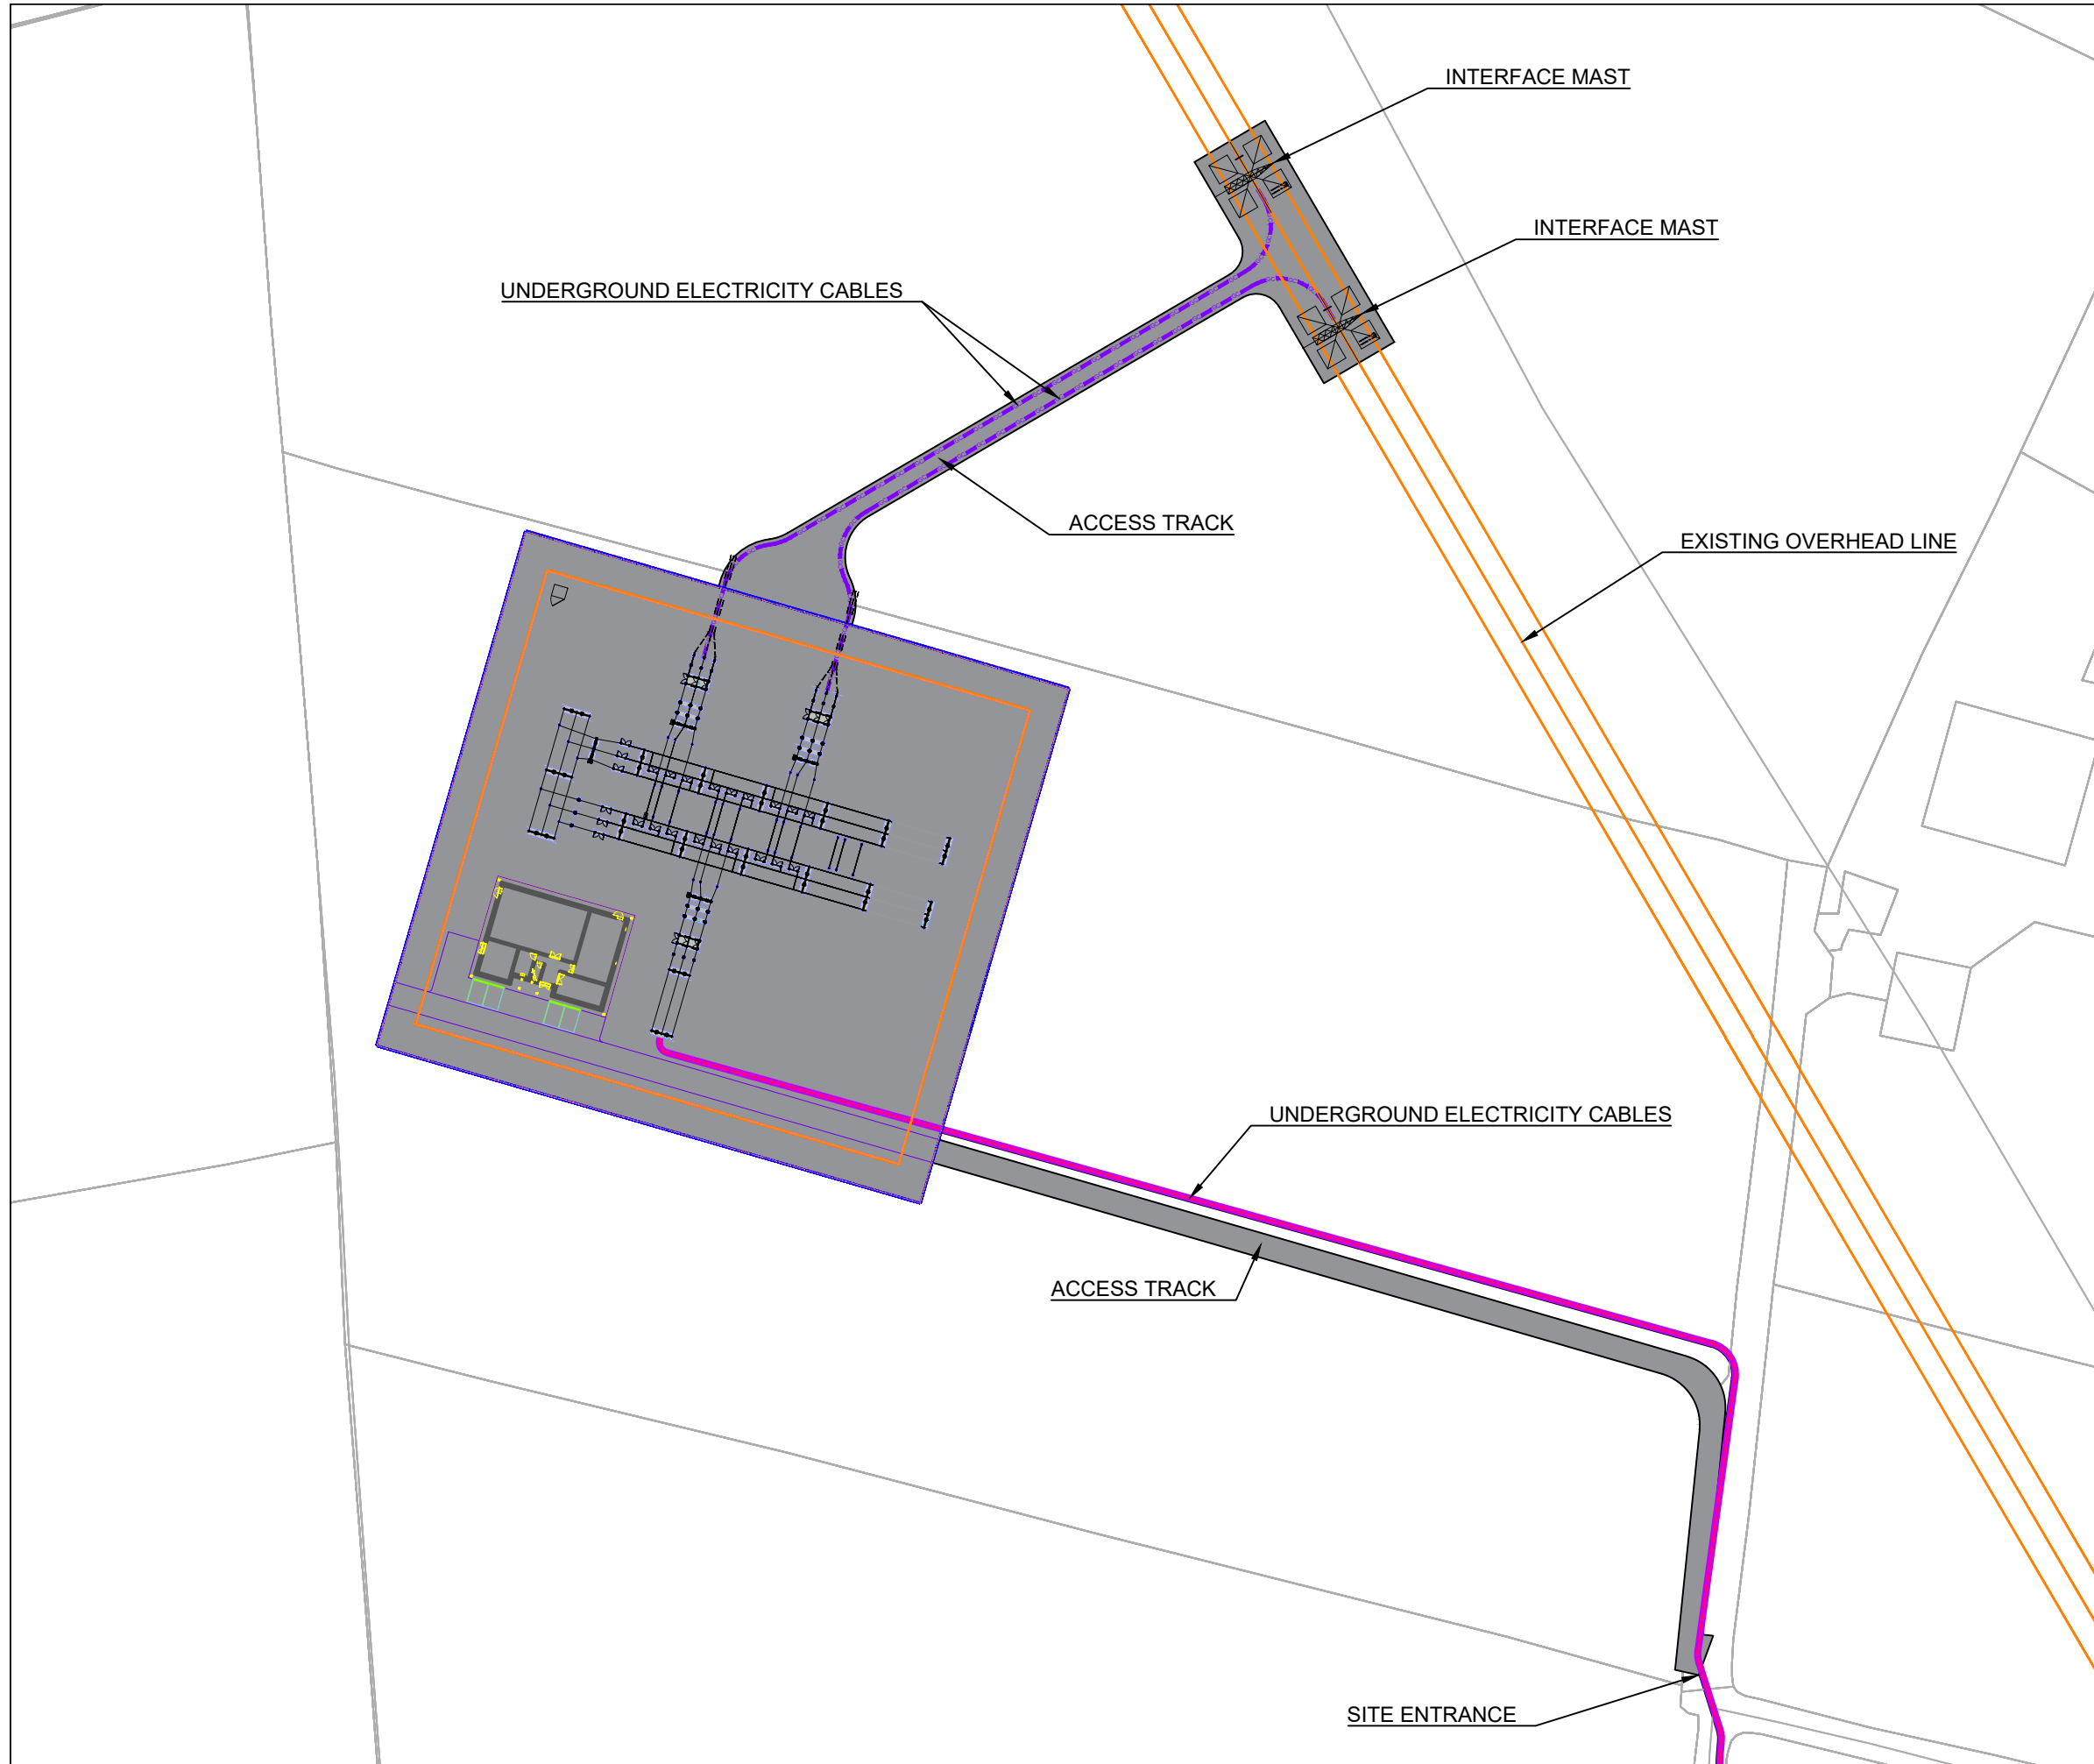 INTERFACE MAST
INTERFACE MAST
UNDERGROUND ELECTRICITY CABLES
ACCESS TRACK
EXISTING OVERHEAD LINE
UNDERGROUND ELECTRICITY CABLES
ACCESS TRACK
SITE ENTRANCE